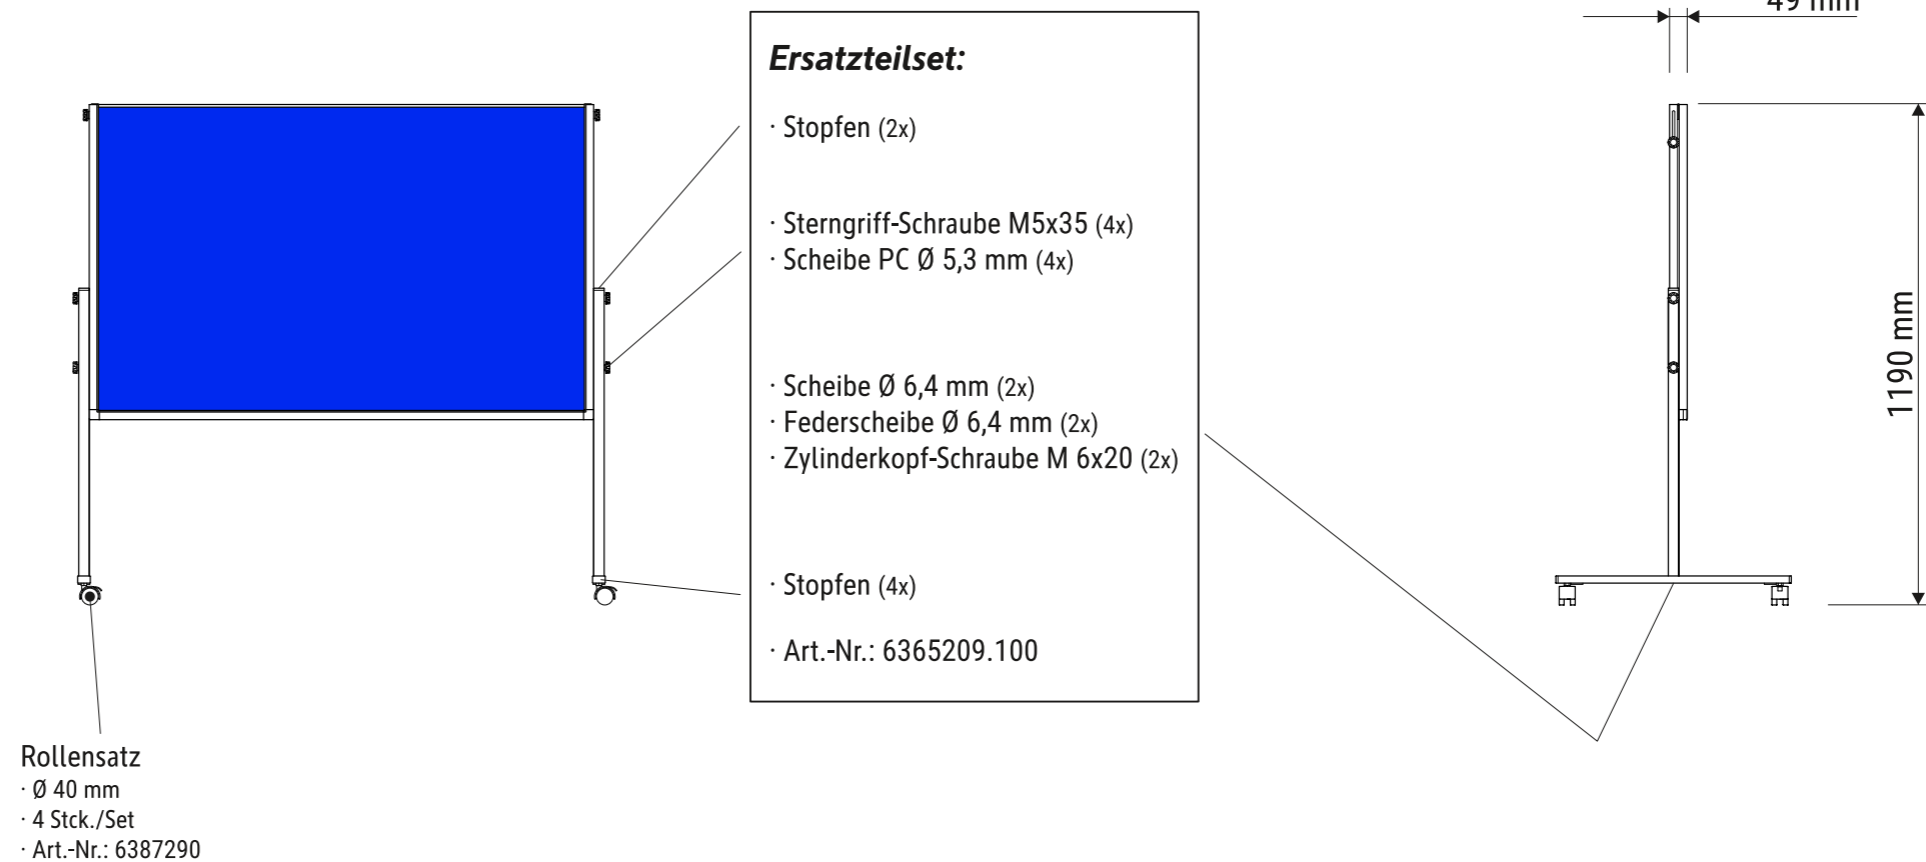 49 mm
Ersatzteilset:
· Stopfen (2x)
· Sterngriff-Schraube M5x35 (4x)
· Scheibe PC Ø 5,3 mm (4x)
· Scheibe Ø 6,4 mm (2x)
· Federscheibe Ø 6,4 mm (2x)
· Zylinderkopf-Schraube M 6x20 (2x)
· Stopfen (4x)
· Art.-Nr.: 6365209.100
1190 mm
Rollensatz
· Ø 40 mm
· 4 Stck./Set
· Art.-Nr.: 6387290